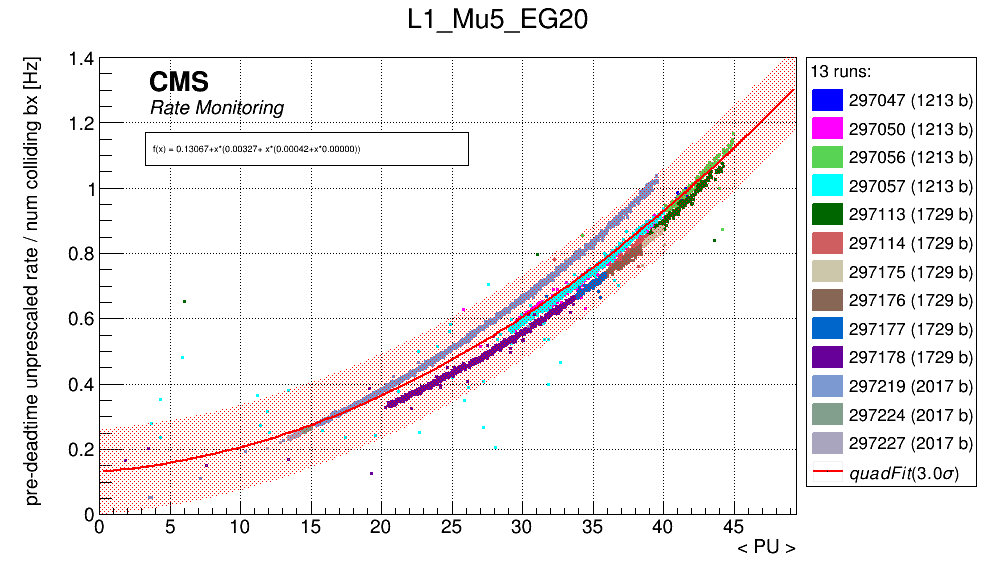 L1_Mu5_EG20
pre-deadtime unprescaled rate / num colliding bx [Hz]
CMS
Rate Monitoring
f(x) = 0.13067+x*(0.00327+ x*(0.00042+x*0.00000))
1.4
1.2
1
0.8
0.6
0.4
0.2
0
0 5 10 15 20 25 30 35 40 45
< PU >
13 runs:
297047 (1213 b)
297050 (1213 b)
297056 (1213 b)
297057 (1213 b)
297113 (1729 b)
297114 (1729 b)
297175 (1729 b)
297176 (1729 b)
297177 (1729 b)
297178 (1729 b)
297219 (2017 b)
297224 (2017 b)
297227 (2017 b)
quadFit(3.0σ)